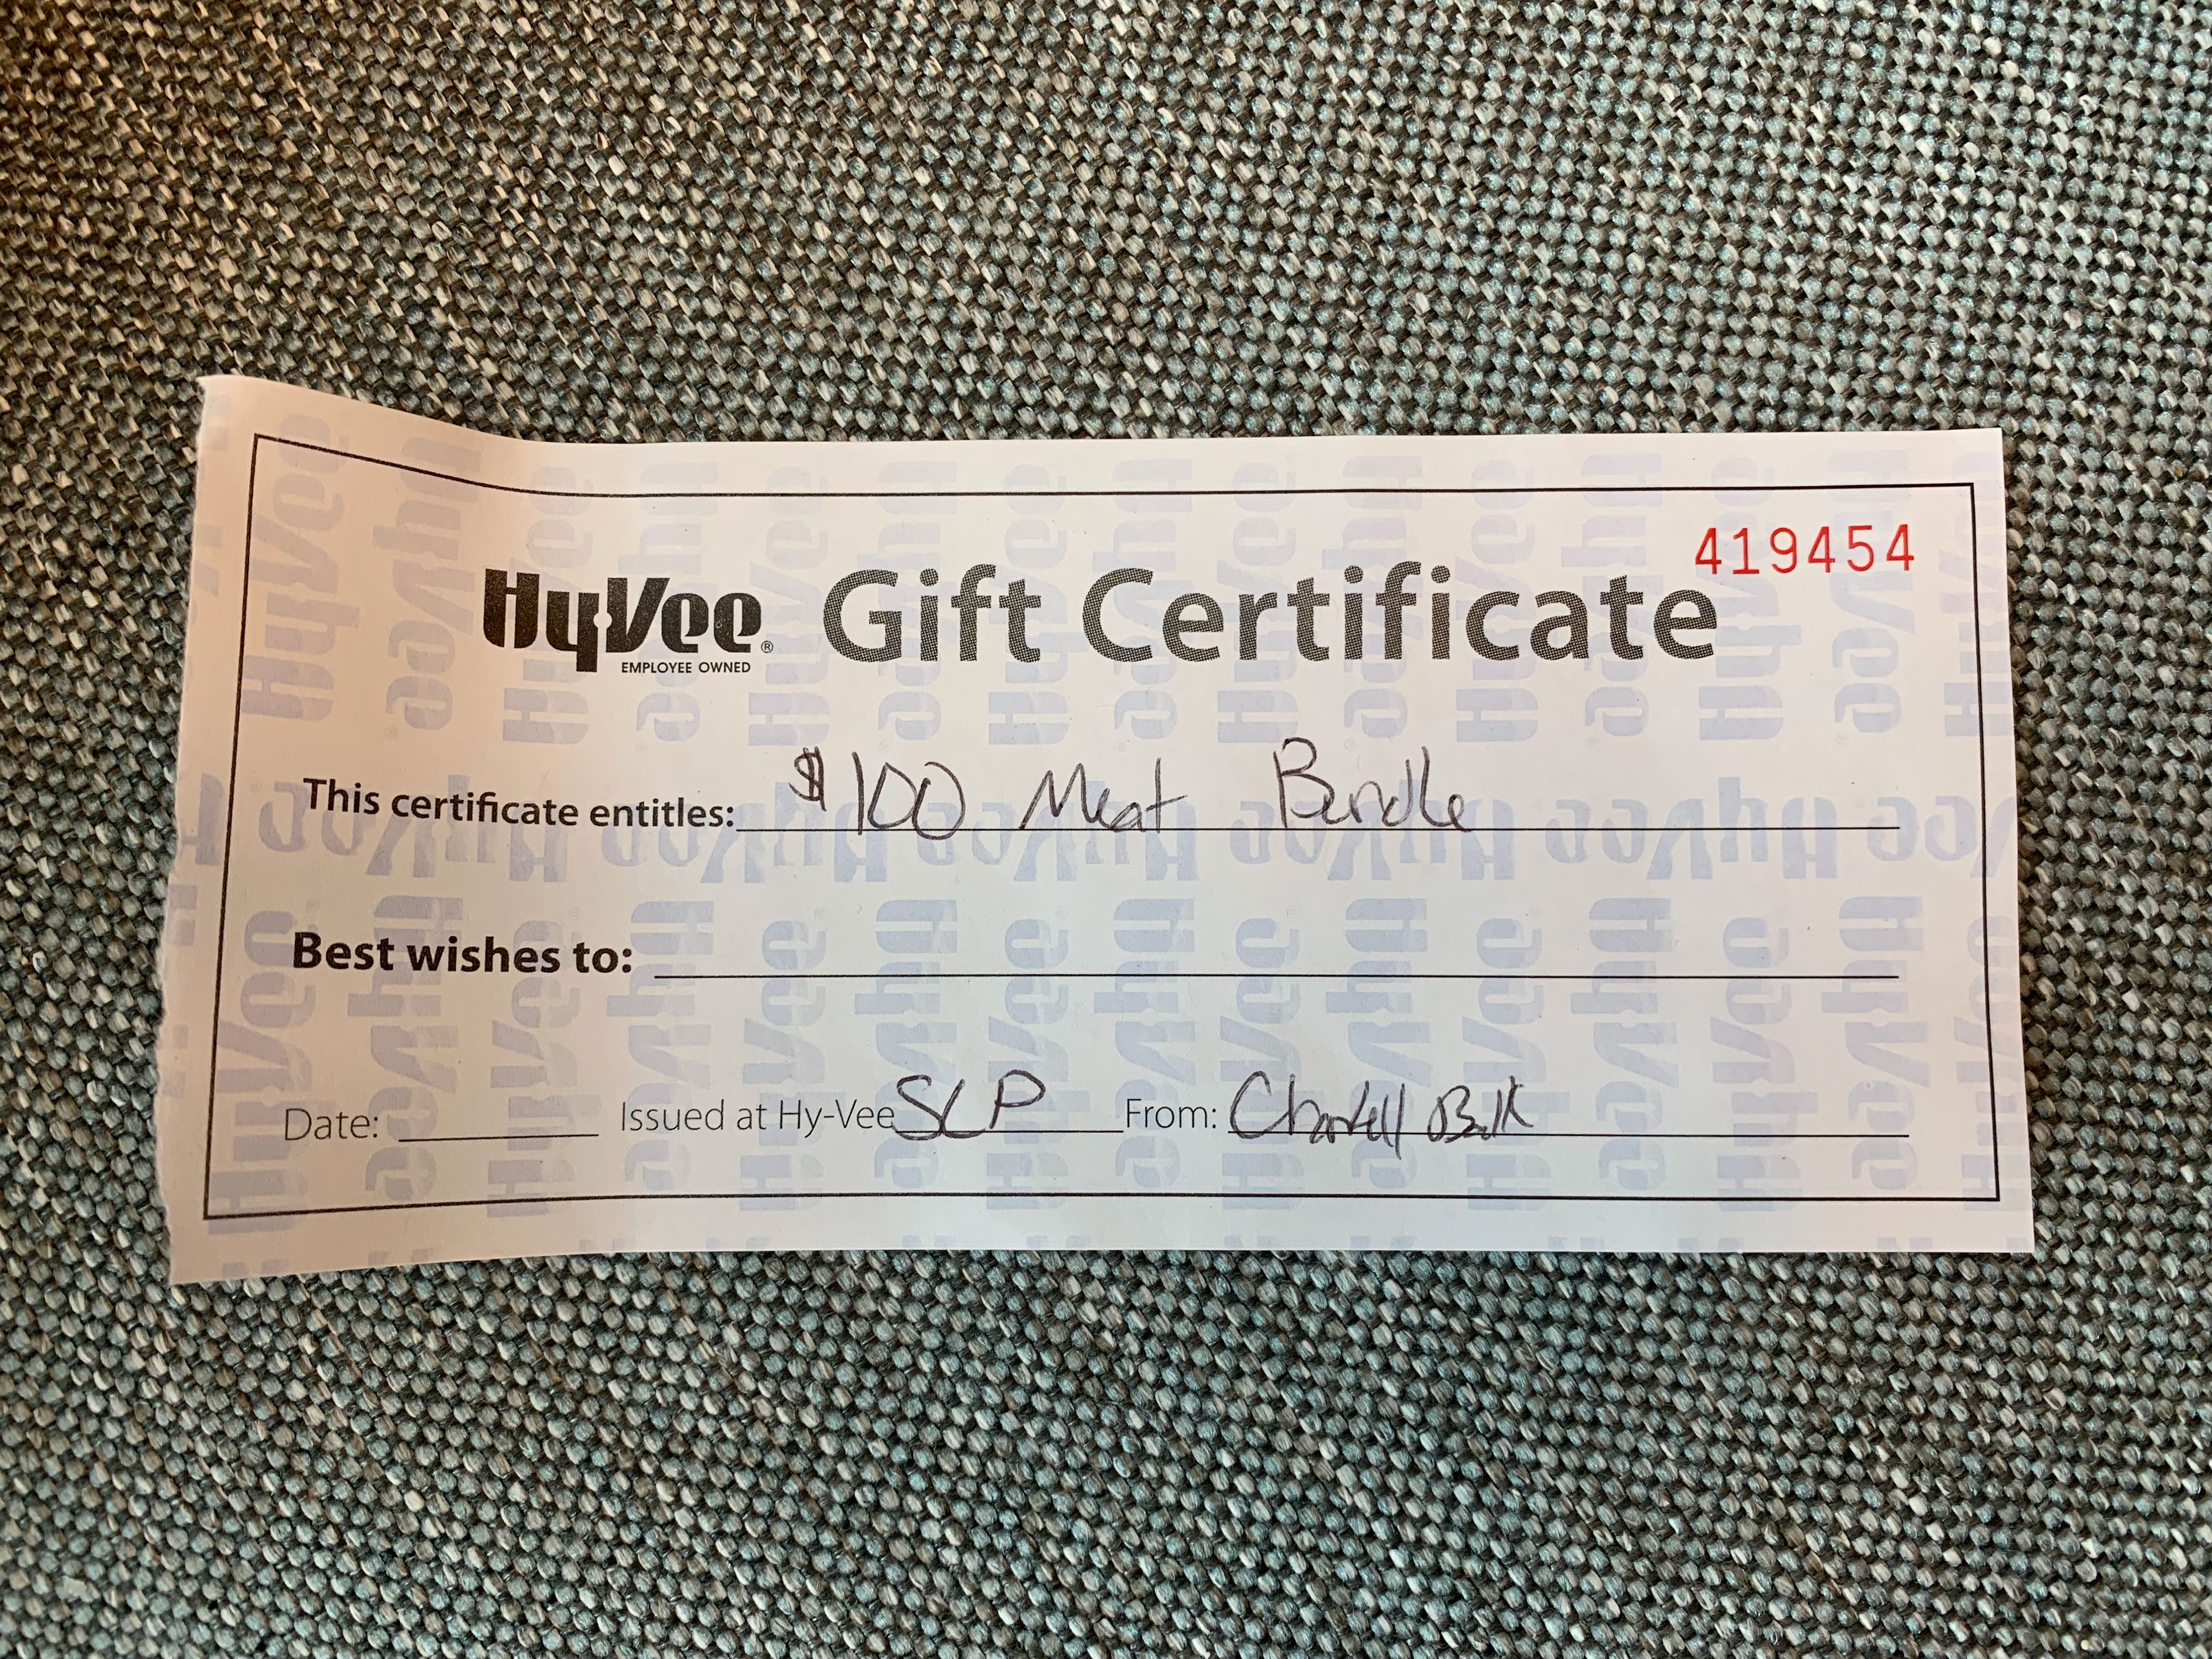 419454
HyVee® Gift Certificate
EMPLOYEE OWNED
This certificate entitles: $100 Meat Bundle
Best wishes to:
Date: Issued at Hy-Vee SLP From: